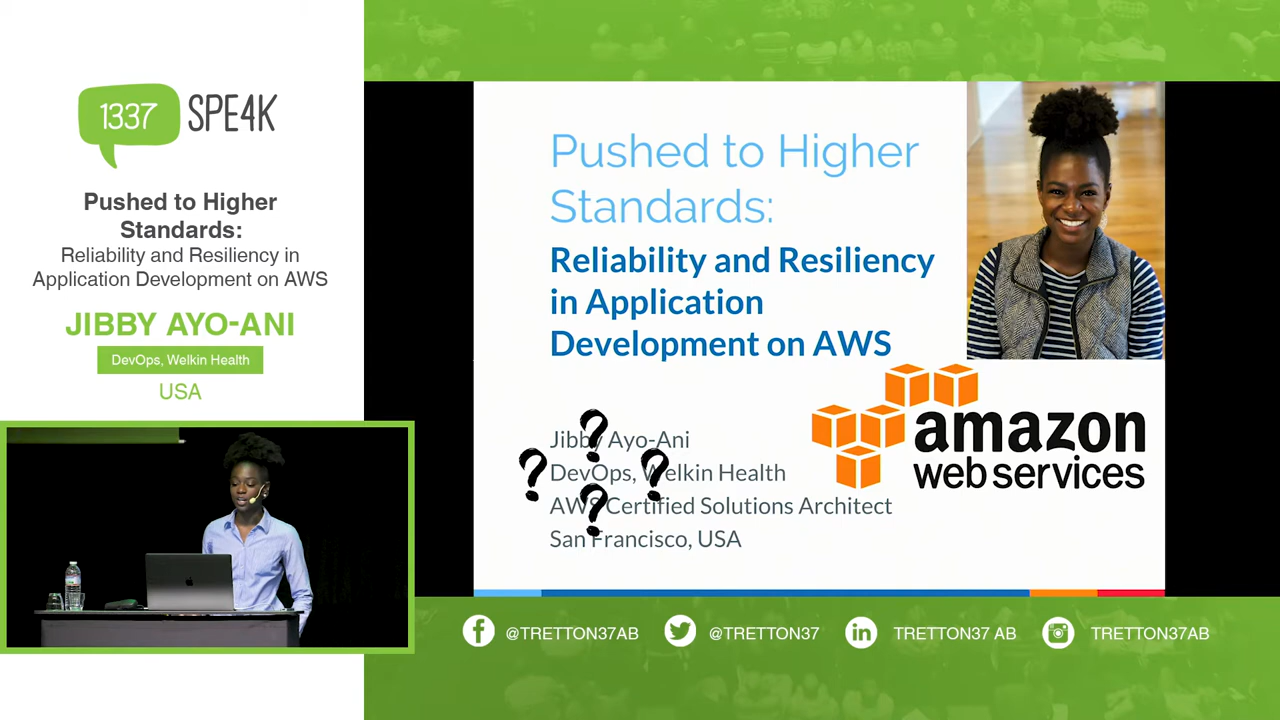 1337 SPE4K
Pushed to Higher
Standards:
Reliability and Resiliency in
Application Development on AWS
JIBBY AYO-ANI
DevOps, Welkin Health
USA
Pushed to Higher
Standards:
Reliability and Resiliency
in Application
Development on AWS
Jibby Ayo-Ani
DevOps, Welkin Health
AWS Certified Solutions Architect
San Francisco, USA
? ? ? ?
amazon
web services
@TRETTON37AB
@TRETTON37
TRETTON37 AB
TRETTON37AB